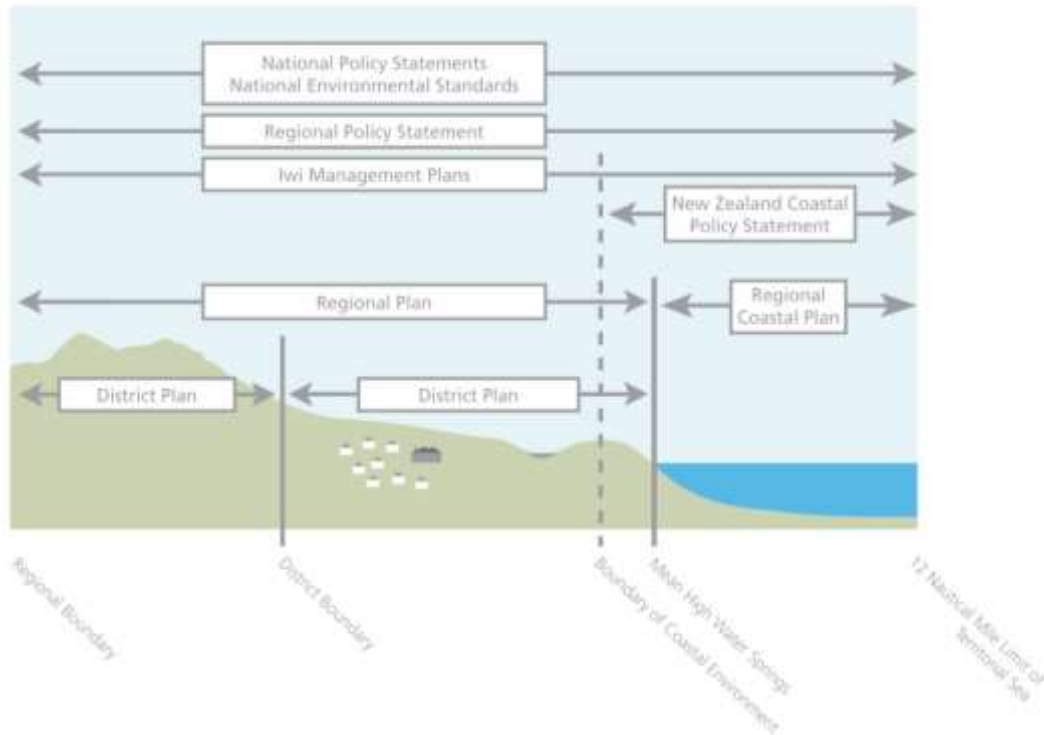 National Policy Statements
National Environmental Standards
Regional Policy Statement
Iwi Management Plans
New Zealand Coastal
Policy Statement
Regional Plan
Regional
Coastal Plan
District Plan
District Plan
Regional Boundary
District Boundary
Boundary of Coastal Environment
Mean High Water Springs
12 Nautical Mile Limit of
Territorial Sea